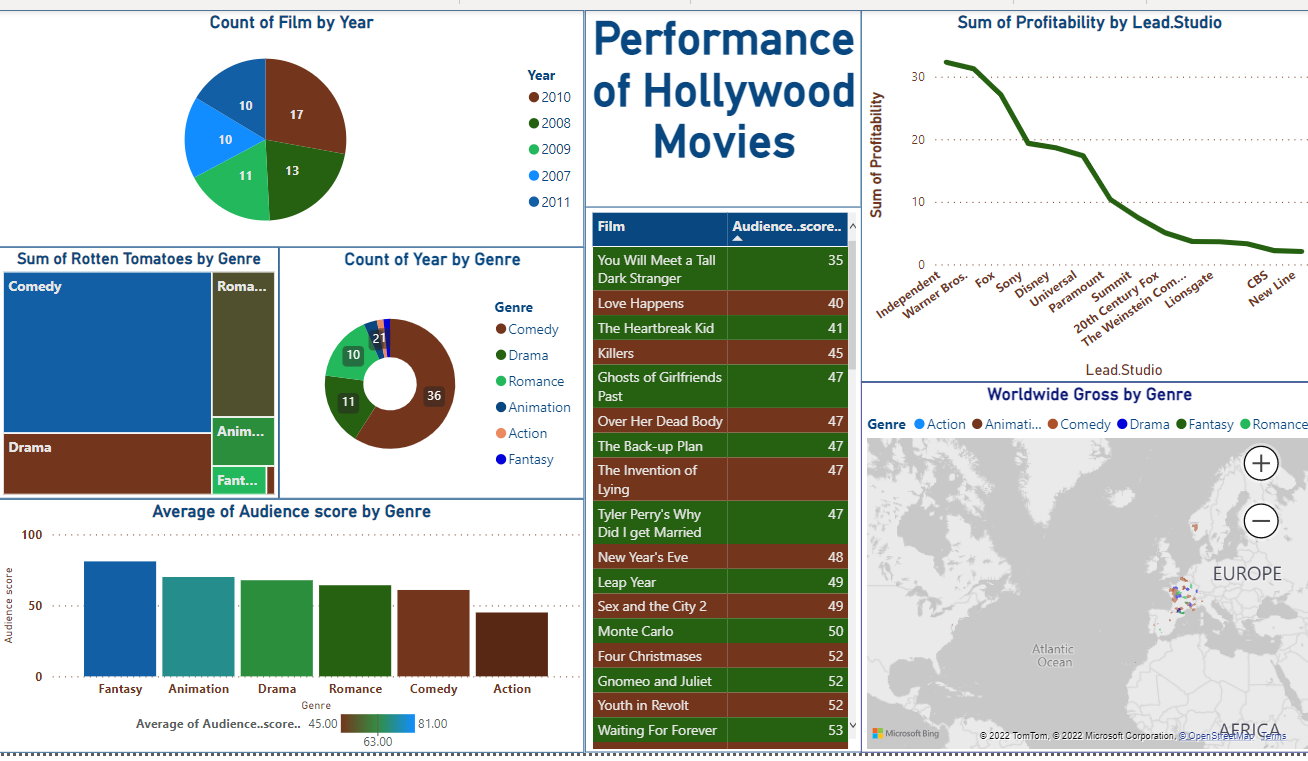 Count of Film by Year
17
13
11
10
10
Year
2010
2008
2009
2007
2011
Performance
of Hollywood
Movies
Sum of Profitability by Lead.Studio
Sum of Profitability
30
20
10
0
Independent
Warner Bros.
Fox
Sony
Disney
Universal
Paramount
Summit
20th Century Fox
The Weinstein Com...
Lionsgate
CBS
New Line
Lead.Studio
Sum of Rotten Tomatoes by Genre
Comedy
Drama
Roma...
Anim...
Fant...
Count of Year by Genre
36
11
10
2
1
Genre
Comedy
Drama
Romance
Animation
Action
Fantasy
Film Audience..score..
You Will Meet a Tall 35
Dark Stranger
Love Happens 40
The Heartbreak Kid 41
Killers 45
Ghosts of Girlfriends 47
Past
Over Her Dead Body 47
The Back-up Plan 47
The Invention of 47
Lying
Tyler Perry's Why 47
Did I get Married
New Year's Eve 48
Leap Year 49
Sex and the City 2 49
Monte Carlo 50
Four Christmases 52
Gnomeo and Juliet 52
Youth in Revolt 52
Waiting For Forever 53
Average of Audience score by Genre
Audience score
100
50
0
Fantasy Animation Drama Romance Comedy Action
Genre
Average of Audience..score.. 45.00 81.00
63.00
Worldwide Gross by Genre
Genre Action Animati... Comedy Drama Fantasy Romance
EUROPE
Atlantic
Ocean
AFRICA
Microsoft Bing
© 2022 TomTom, © 2022 Microsoft Corporation, © OpenStreetMap Terms